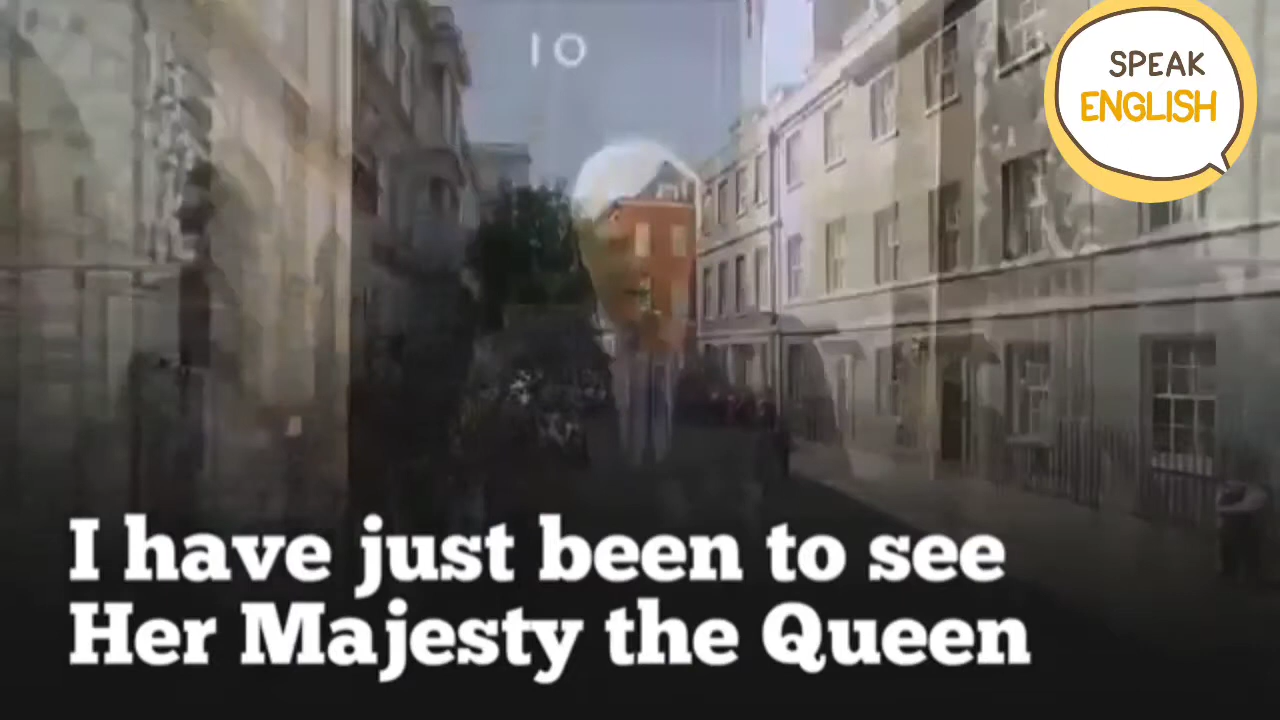 10
SPEAK
ENGLISH
I have just been to see
Her Majesty the Queen